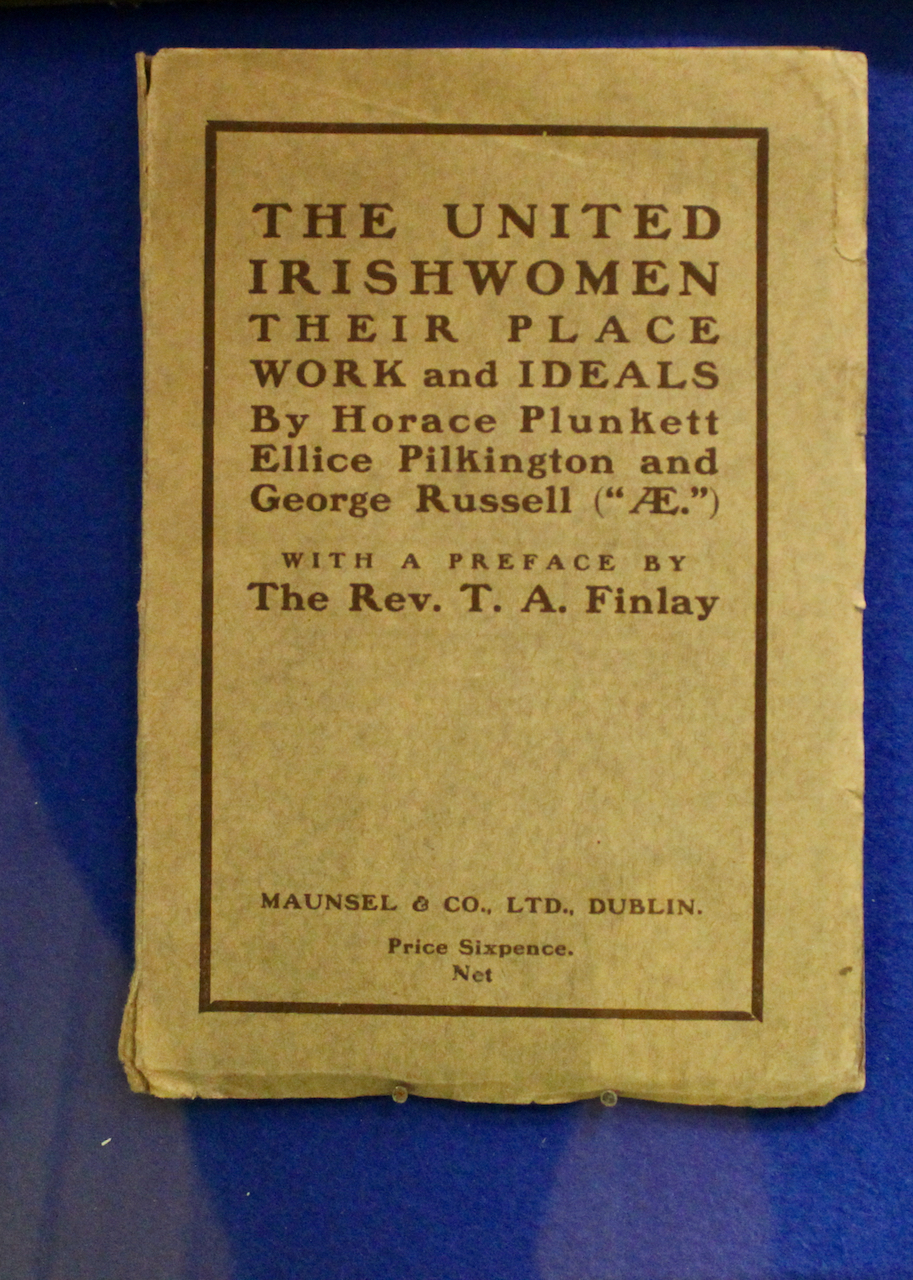 THE UNITED
IRISHWOMEN
THEIR PLACE
WORK and IDEALS
By Horace Plunkett
Ellice Pilkington and
George Russell (“Æ.”)
WITH A PREFACE BY
The Rev. T. A. Finlay
MAUNSEL & CO., LTD., DUBLIN.
Price Sixpence.
Net